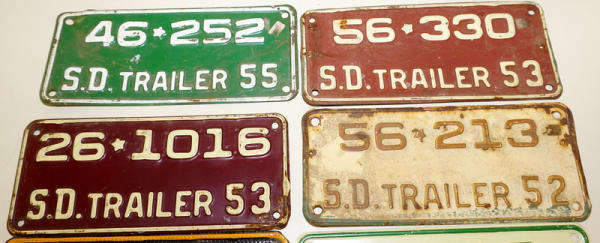 46★252
S.D. TRAILER 55
56★330
S.D. TRAILER 53
26★1016
S.D. TRAILER 53
56★213
S.D. TRAILER 52